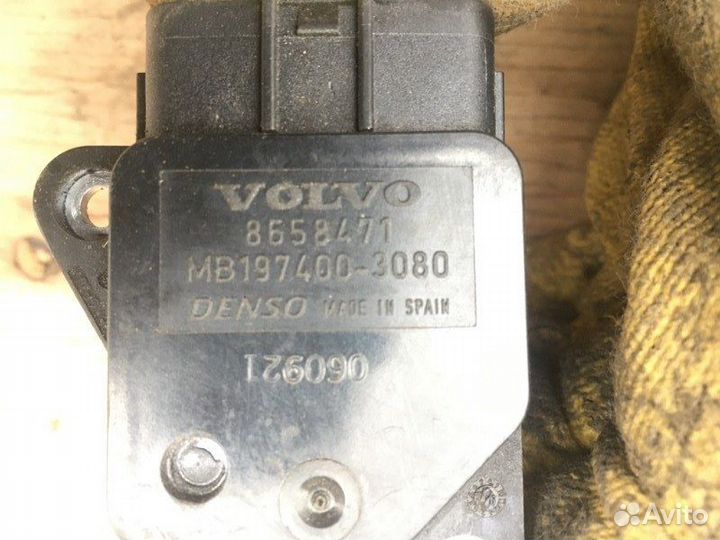 VOLVO
8658471
MB197400-3080
DENSO MADE IN SPAIN
060921
Avito